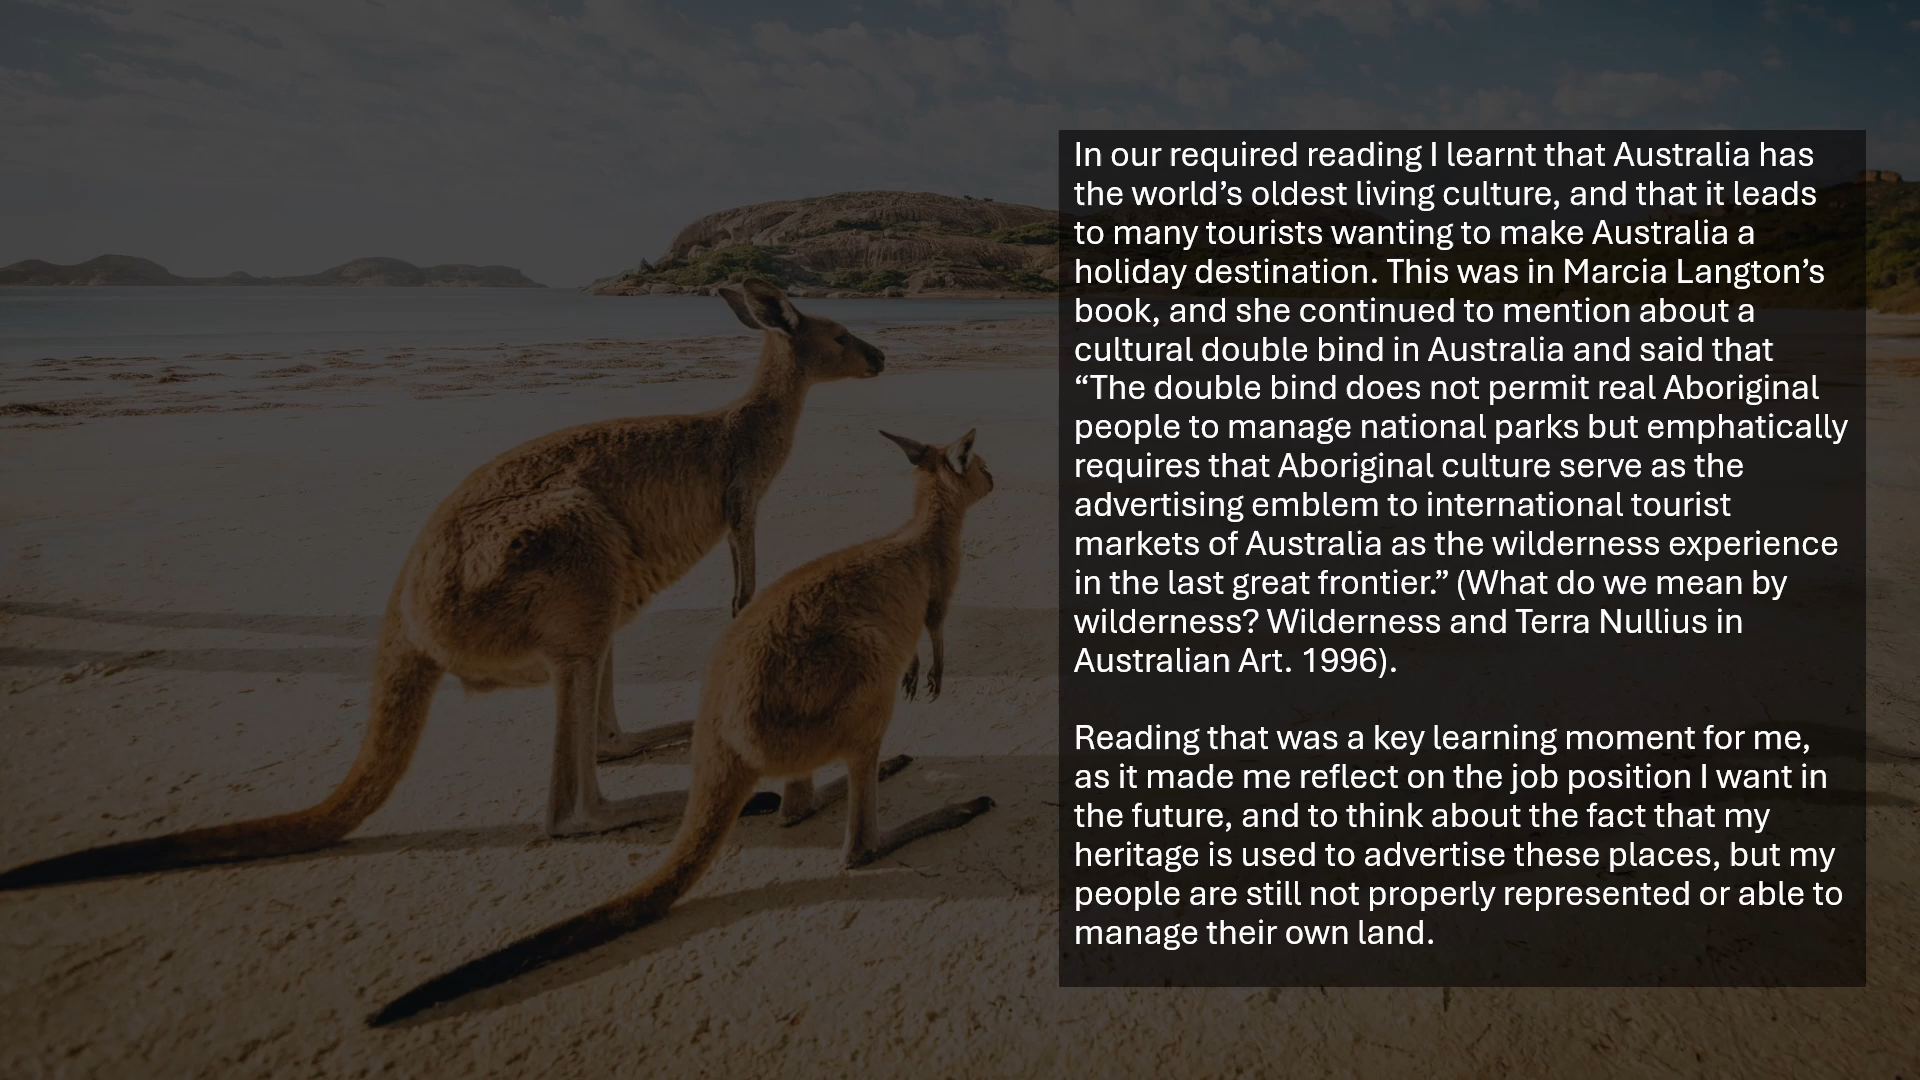 In our required reading I learnt that Australia has
the world’s oldest living culture, and that it leads
to many tourists wanting to make Australia a
holiday destination. This was in Marcia Langton’s
book, and she continued to mention about a
cultural double bind in Australia and said that
“The double bind does not permit real Aboriginal
people to manage national parks but emphatically
requires that Aboriginal culture serve as the
advertising emblem to international tourist
markets of Australia as the wilderness experience
in the last great frontier.” (What do we mean by
wilderness? Wilderness and Terra Nullius in
Australian Art. 1996).

Reading that was a key learning moment for me,
as it made me reflect on the job position I want in
the future, and to think about the fact that my
heritage is used to advertise these places, but my
people are still not properly represented or able to
manage their own land.